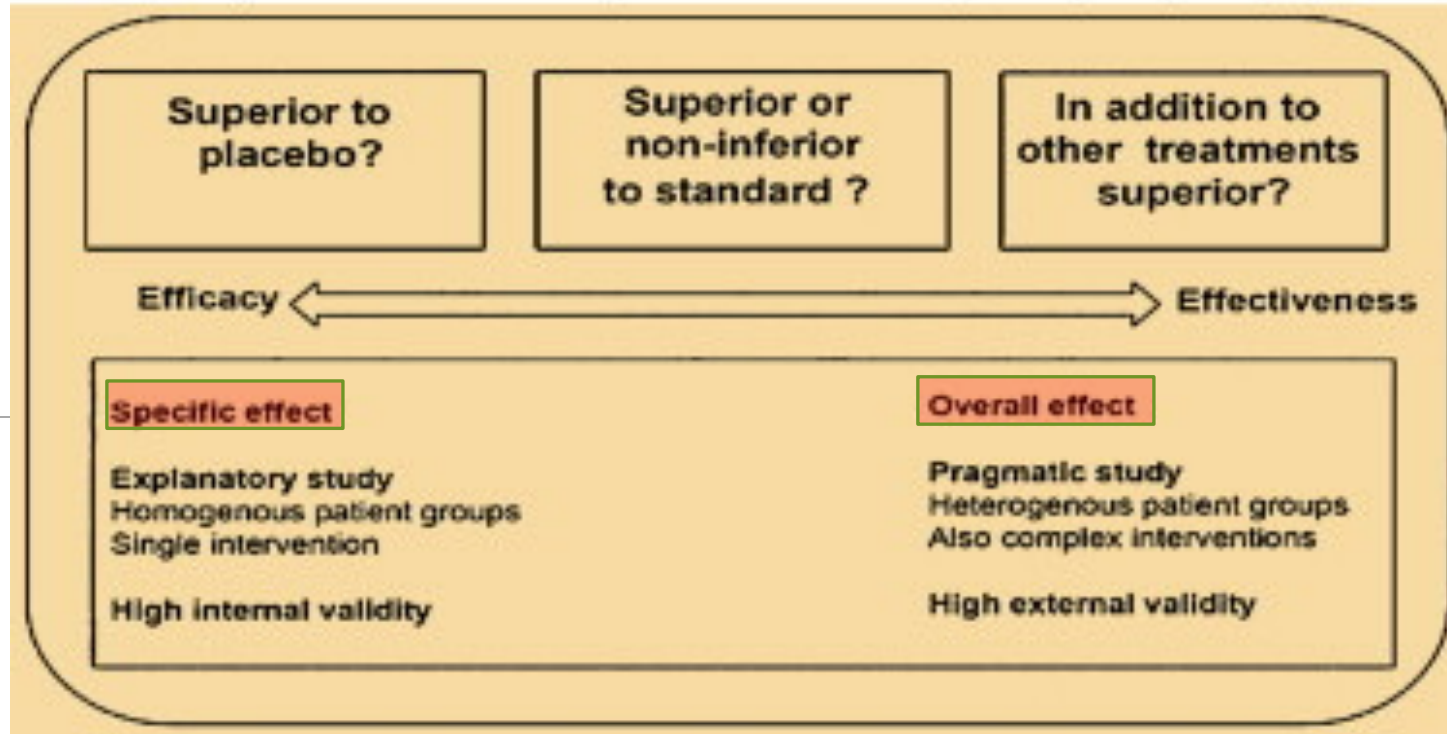 Superior to
placebo?
Superior or
non-inferior
to standard ?
In addition to
other treatments
superior?
Efficacy
Effectiveness
Specific effect
Explanatory study
Homogenous patient groups
Single intervention
High internal validity
Overall effect
Pragmatic study
Heterogenous patient groups
Also complex interventions
High external validity